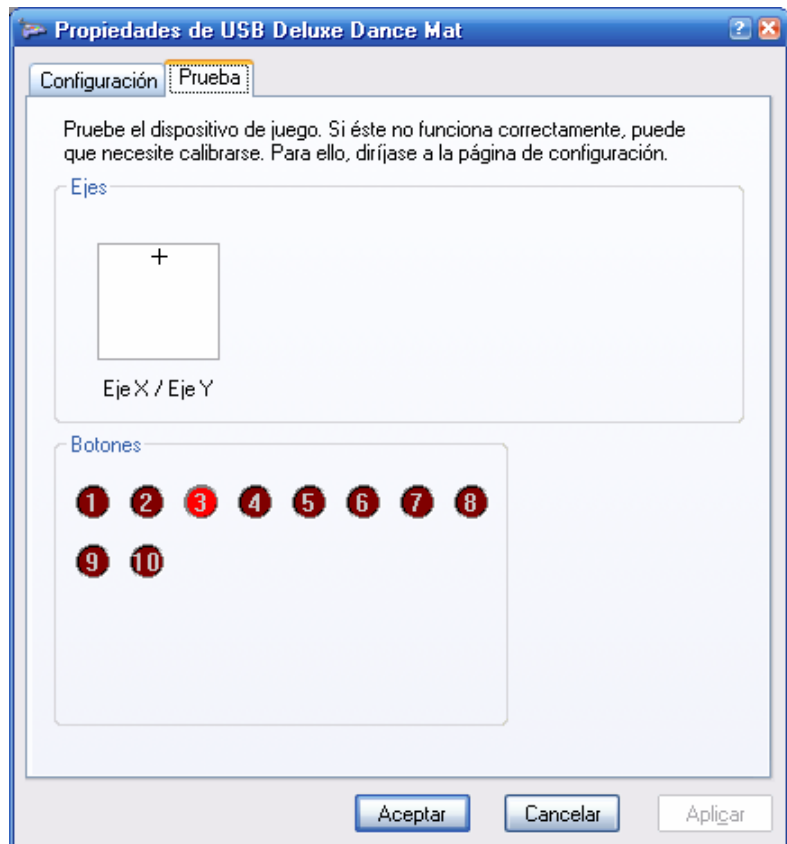 Propiedades de USB Deluxe Dance Mat
Configuración Prueba
Pruebe el dispositivo de juego. Si éste no funciona correctamente, puede
que necesite calibrarse. Para ello, diríjase a la página de configuración.
Ejes
Eje X / Eje Y
Botones
1 2 3 4 5 6 7 8
9 10
Aceptar Cancelar Aplicar